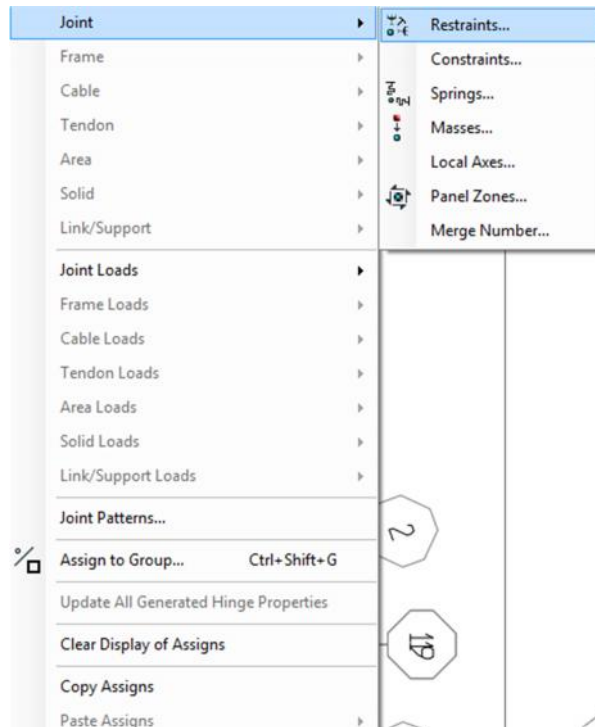 Joint
Frame
Cable
Tendon
Area
Solid
Link/Support
Joint Loads
Frame Loads
Cable Loads
Tendon Loads
Area Loads
Solid Loads
Link/Support Loads
Joint Patterns...
Assign to Group... Ctrl+Shift+G
Update All Generated Hinge Properties
Clear Display of Assigns
Copy Assigns
Paste Assigns
Restraints...
Constraints...
Springs...
Masses...
Local Axes...
Panel Zones...
Merge Number...
2